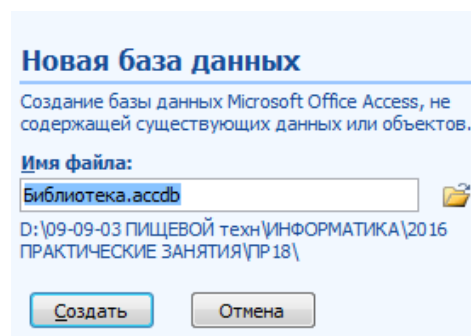 Новая база данных
Создание базы данных Microsoft Office Access, не
содержащей существующих данных или объектов.
Имя файла:
Библиотека.accdb
D:\09-09-03 ПИЩЕВОЙ техн\ИНФОРМАТИКА\2016
ПРАКТИЧЕСКИЕ ЗАНЯТИЯ\ПР18\
Создать Отмена